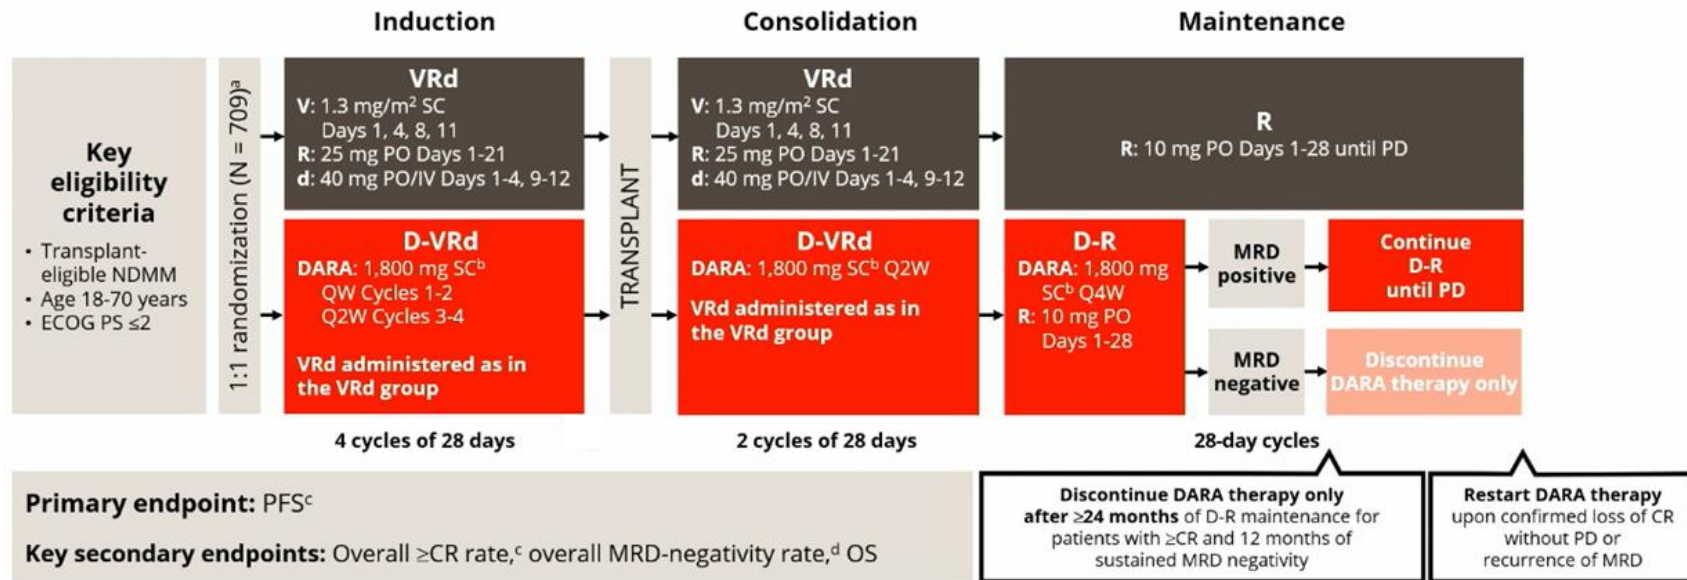 Induction
Consolidation
Maintenance
Key
eligibility
criteria
• Transplant-
eligible NDMM
• Age 18-70 years
• ECOG PS ≤2
1:1 randomization (N = 709)ᵃ
VRd
V: 1.3 mg/m² SC
Days 1, 4, 8, 11
R: 25 mg PO Days 1-21
d: 40 mg PO/IV Days 1-4, 9-12
D-VRd
DARA: 1,800 mg SCᵇ
QW Cycles 1-2
Q2W Cycles 3-4
VRd administered as in
the VRd group
4 cycles of 28 days
TRANSPLANT
VRd
V: 1.3 mg/m² SC
Days 1, 4, 8, 11
R: 25 mg PO Days 1-21
d: 40 mg PO/IV Days 1-4, 9-12
D-VRd
DARA: 1,800 mg SCᵇ Q2W
VRd administered as in
the VRd group
2 cycles of 28 days
R
R: 10 mg PO Days 1-28 until PD
D-R
DARA: 1,800 mg
SCᵇ Q4W
R: 10 mg PO
Days 1-28
MRD
positive
Continue
D-R
until PD
MRD
negative
Discontinue
DARA therapy only
28-day cycles
Primary endpoint: PFSᶜ
Key secondary endpoints: Overall ≥CR rate,ᶜ overall MRD-negativity rate,ᵈ OS
Discontinue DARA therapy only
after ≥24 months of D-R maintenance for
patients with ≥CR and 12 months of
sustained MRD negativity
Restart DARA therapy
upon confirmed loss of CR
without PD or
recurrence of MRD